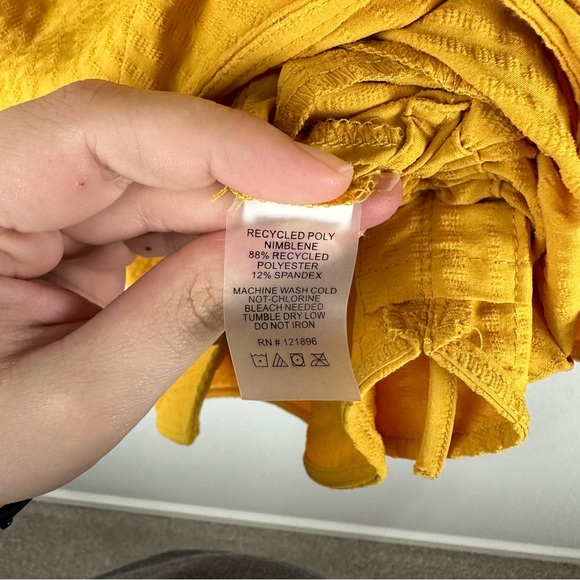 RECYCLED POLY
NIMBLENE
88% RECYCLED
POLYESTER
12% SPANDEX
MACHINE WASH COLD
NOT-CHLORINE
BLEACH NEEDED
TUMBLE DRY LOW
DO NOT IRON
RN # 121896